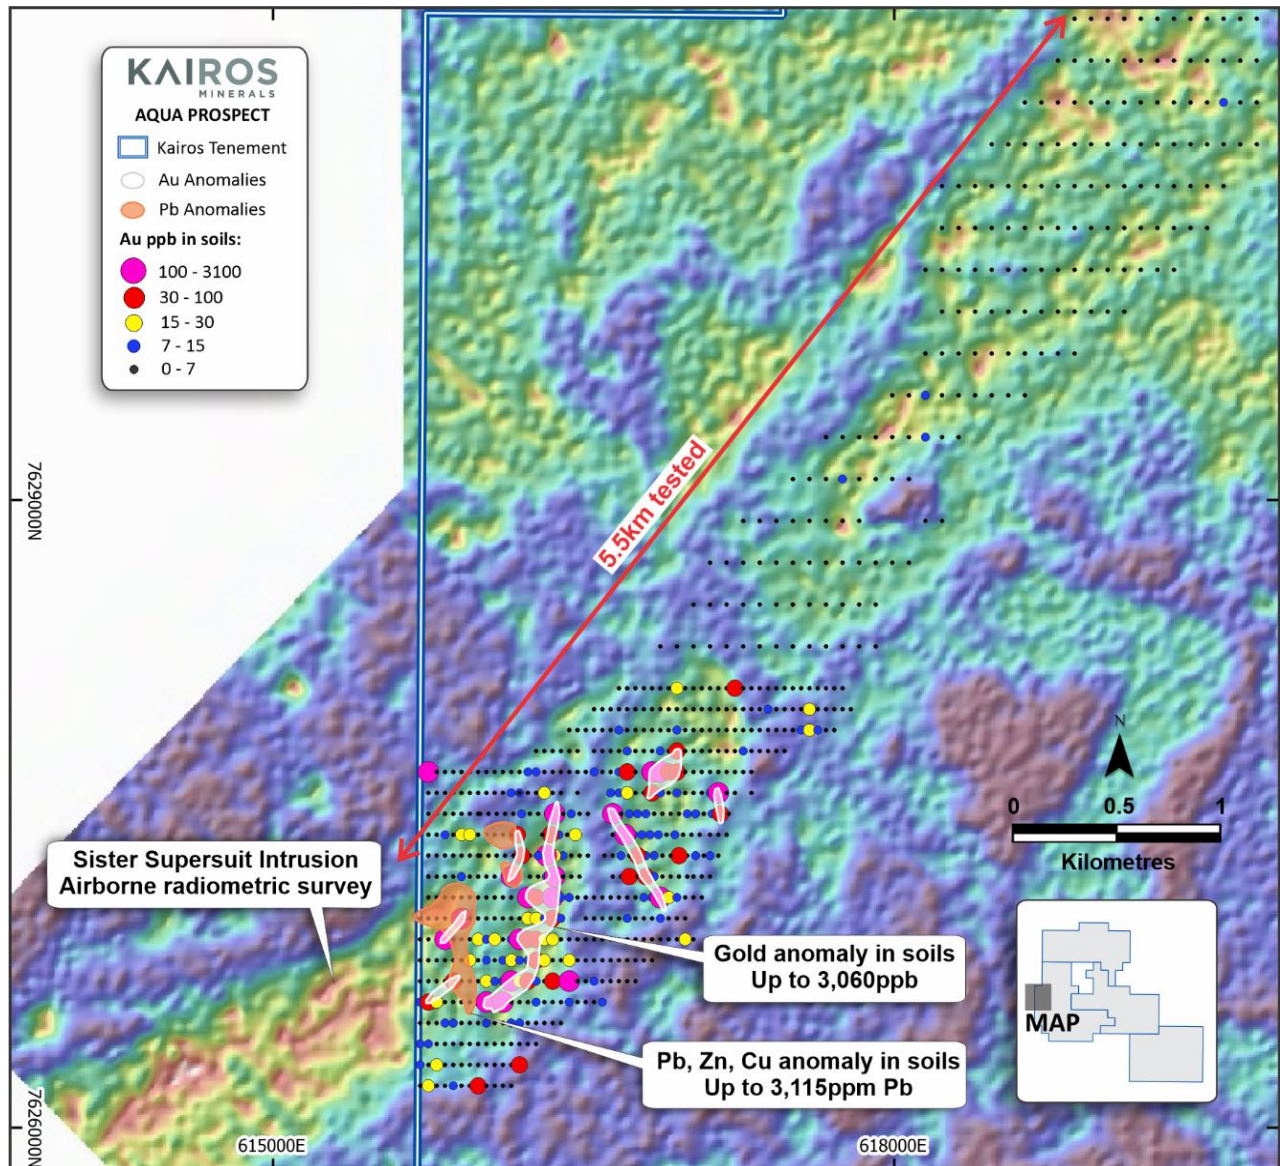 KAIROS
MINERALS
AQUA PROSPECT
Kairos Tenement
Au Anomalies
Pb Anomalies
Au ppb in soils:
100 - 3100
30 - 100
15 - 30
7 - 15
0 - 7
7629000N
5.5km tested
N
0 0.5 1
Kilometres
Sister Supersuit Intrusion
Airborne radiometric survey
Gold anomaly in soils
Up to 3,060ppb
MAP
Pb, Zn, Cu anomaly in soils
Up to 3,115ppm Pb
7626000N
615000E
618000E